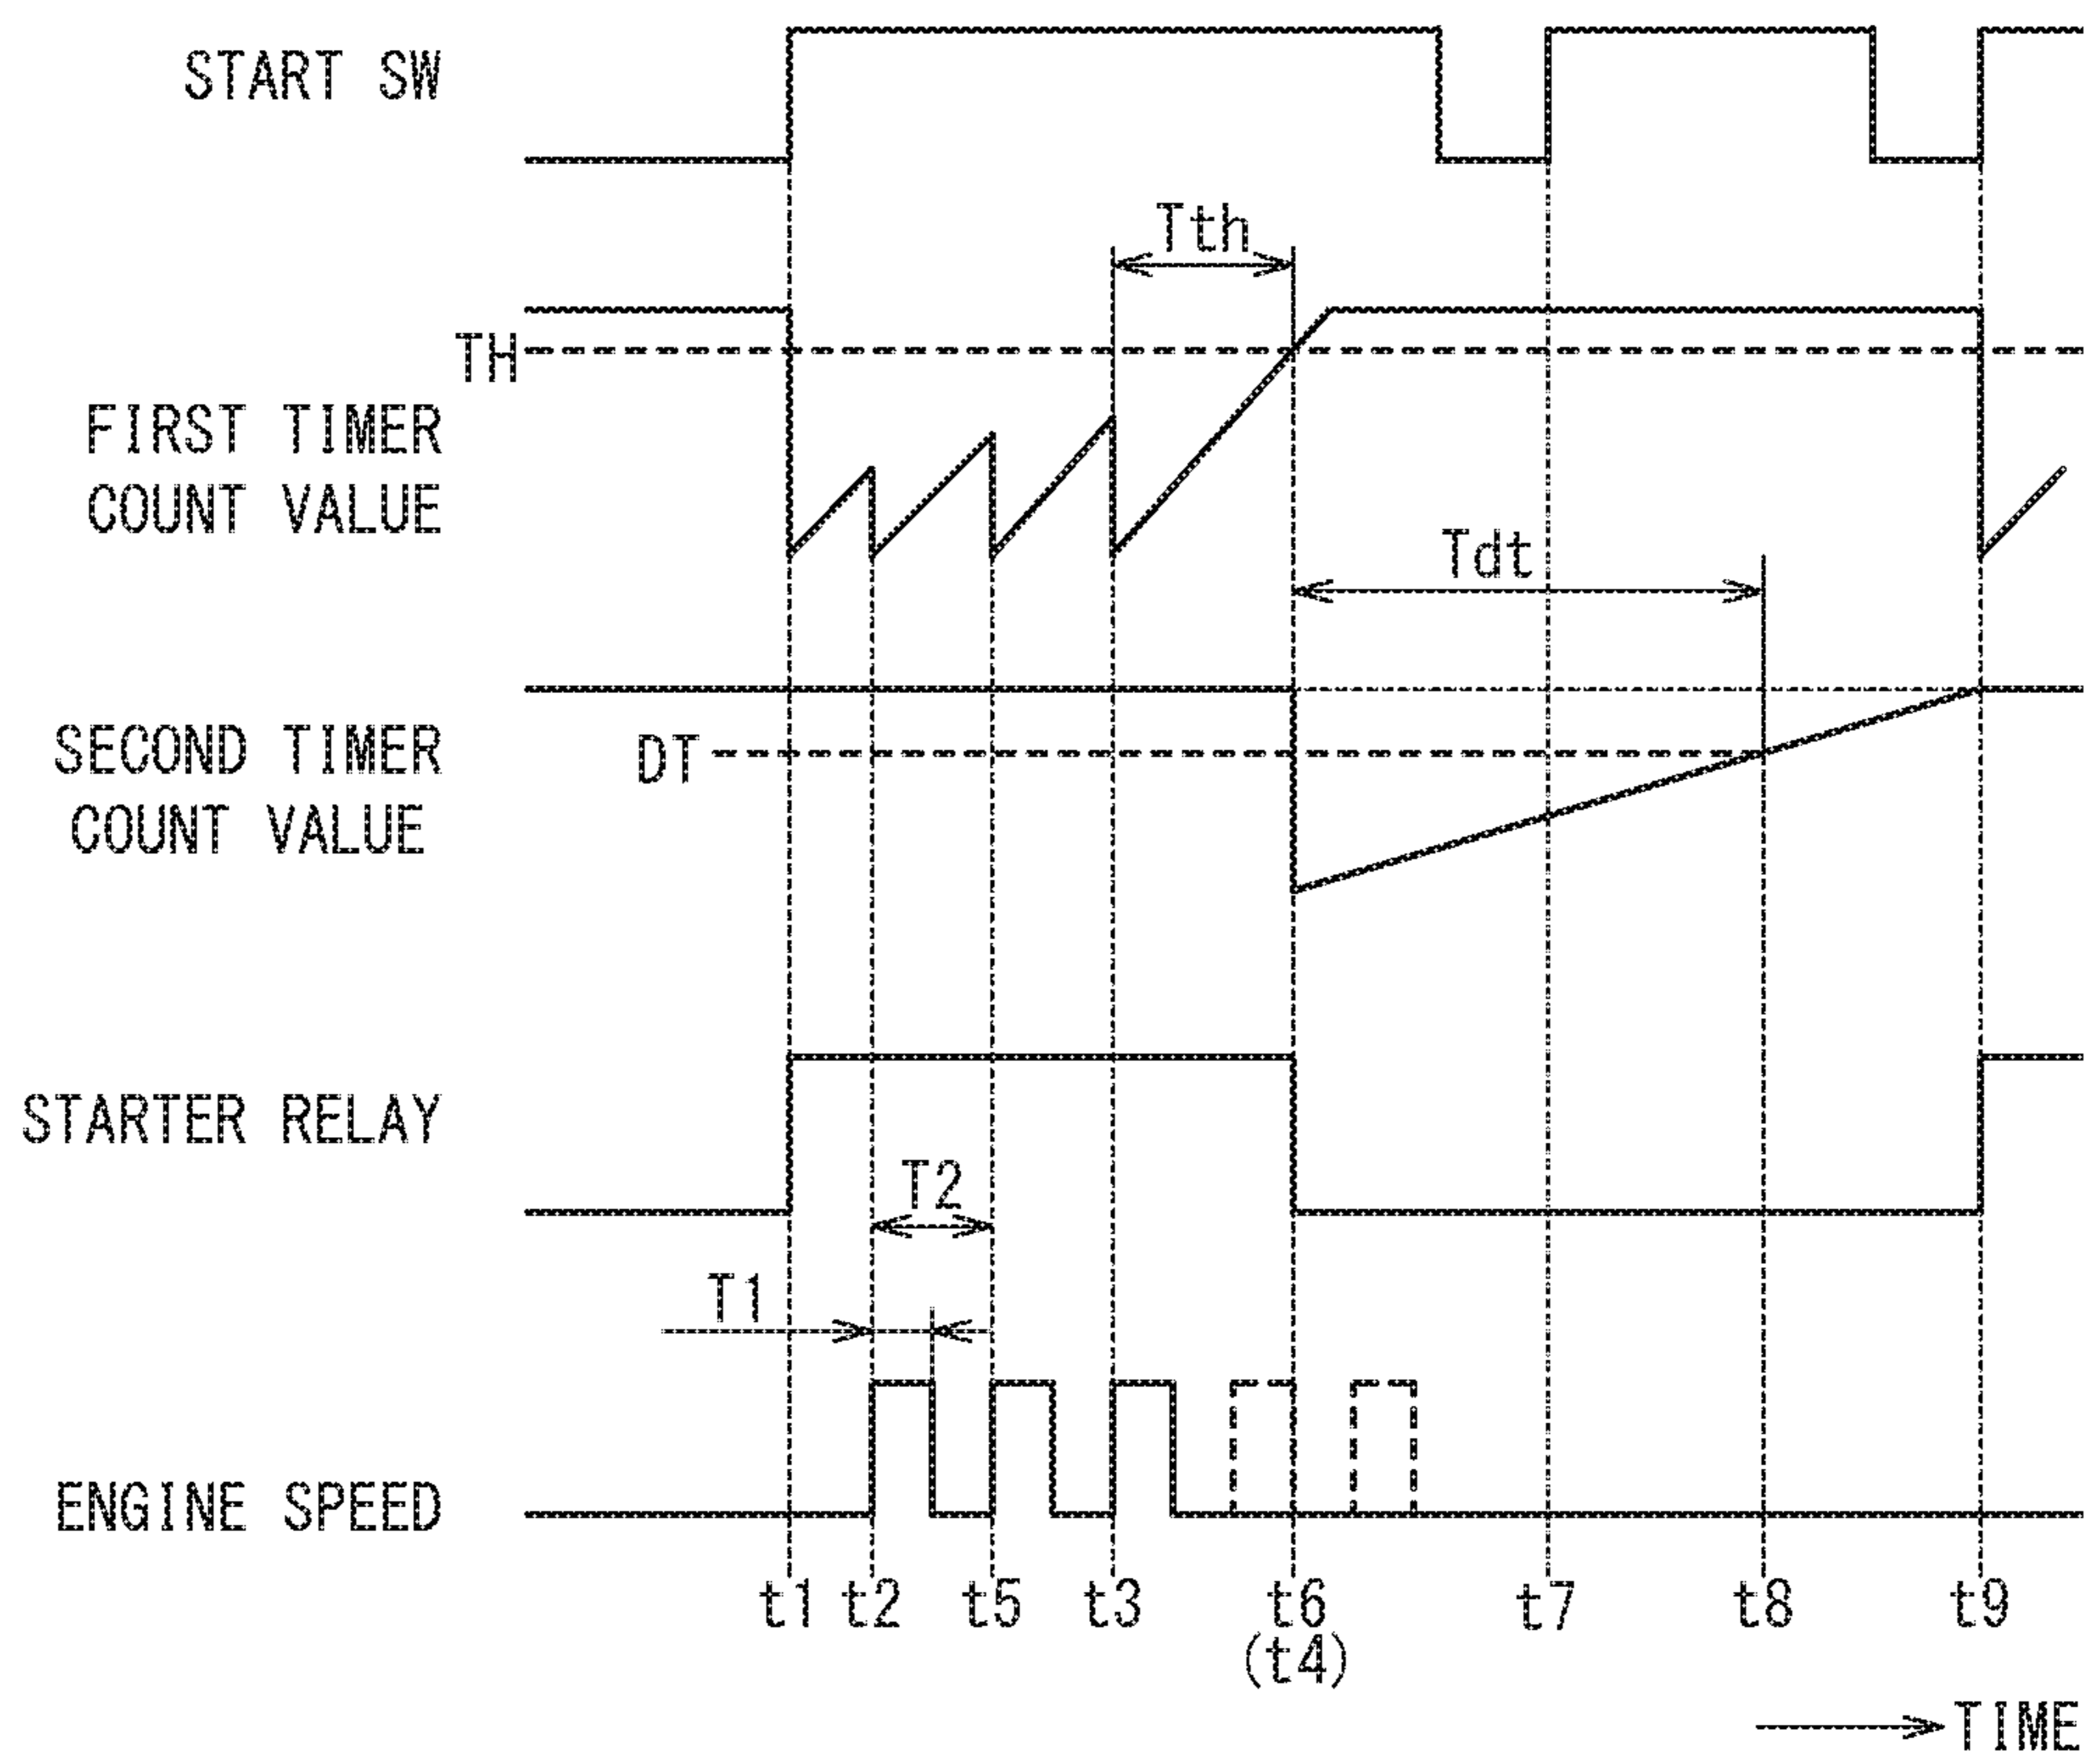 START SW
Tth
TH
FIRST TIMER
COUNT VALUE
Tdt
SECOND TIMER
COUNT VALUE
DT
STARTER RELAY
T2
T1
ENGINE SPEED
t1 t2 t5 t3 t6 t7 t8 t9
(t4)
TIME